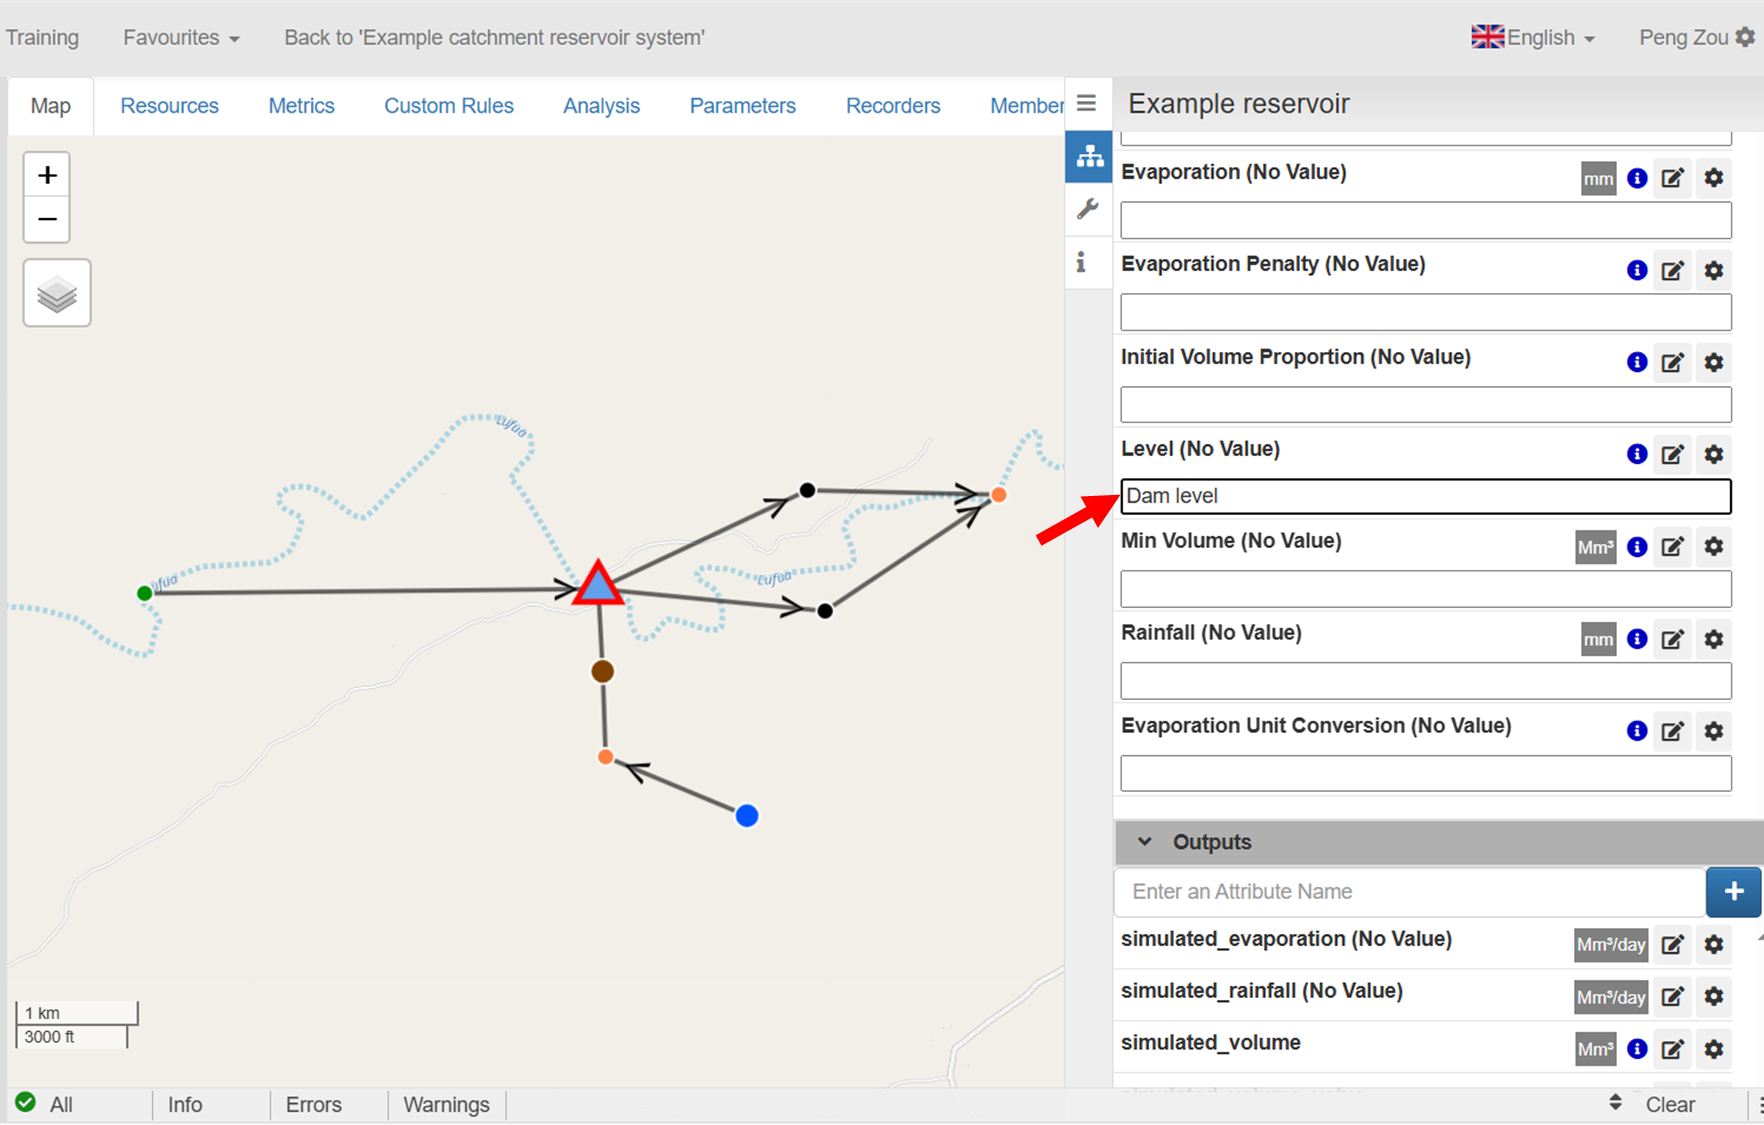 Training Favourites Back to 'Example catchment reservoir system' English Peng Zou
Map Resources Metrics Custom Rules Analysis Parameters Recorders Member
Example reservoir
+
−
Evaporation (No Value) mm
Evaporation Penalty (No Value)
Initial Volume Proportion (No Value)
Level (No Value)
Dam level
Min Volume (No Value) Mm³
Rainfall (No Value) mm
Evaporation Unit Conversion (No Value)
Outputs
Enter an Attribute Name +
simulated_evaporation (No Value) Mm³/day
simulated_rainfall (No Value) Mm³/day
simulated_volume Mm³
Lufua
Lufua
1 km
3000 ft
All Info Errors Warnings Clear